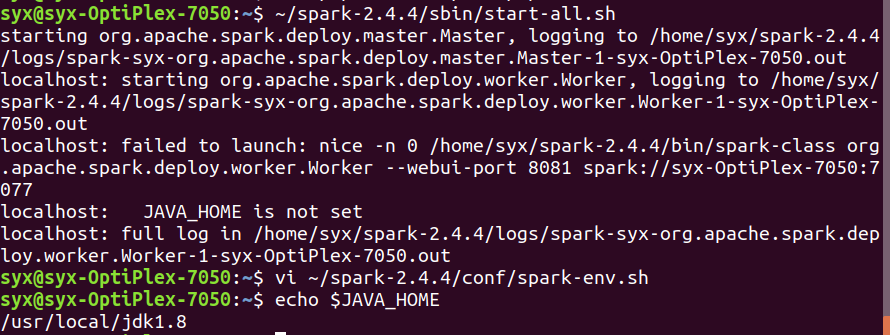 syx@syx-OptiPlex-7050:~$ ~/spark-2.4.4/sbin/start-all.sh
starting org.apache.spark.deploy.master.Master, logging to /home/syx/spark-2.4.4
/logs/spark-syx-org.apache.spark.deploy.master.Master-1-syx-OptiPlex-7050.out
localhost: starting org.apache.spark.deploy.worker.Worker, logging to /home/syx/
spark-2.4.4/logs/spark-syx-org.apache.spark.deploy.worker.Worker-1-syx-OptiPlex-
7050.out
localhost: failed to launch: nice -n 0 /home/syx/spark-2.4.4/bin/spark-class org
.apache.spark.deploy.worker.Worker --webui-port 8081 spark://syx-OptiPlex-7050:7
077
localhost:   JAVA_HOME is not set
localhost: full log in /home/syx/spark-2.4.4/logs/spark-syx-org.apache.spark.dep
loy.worker.Worker-1-syx-OptiPlex-7050.out
syx@syx-OptiPlex-7050:~$ vi ~/spark-2.4.4/conf/spark-env.sh
syx@syx-OptiPlex-7050:~$ echo $JAVA_HOME
/usr/local/jdk1.8